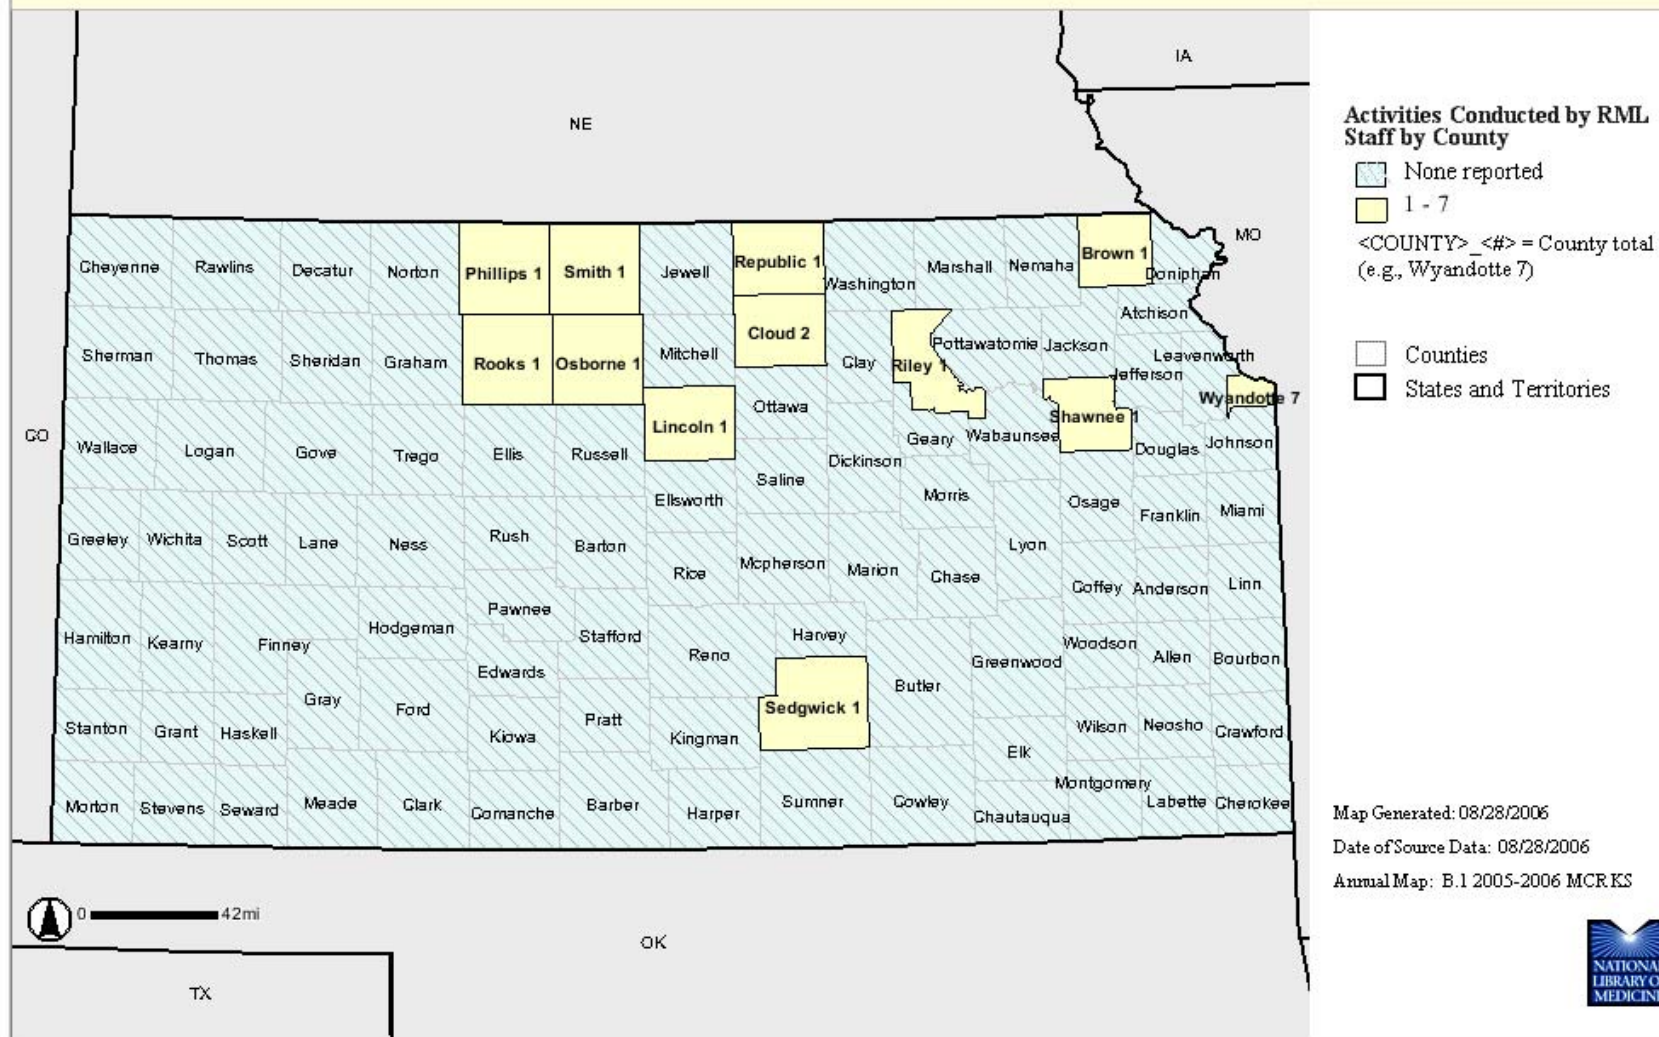 IA
NE
MO
CO
OK
TX
Cheyenne
Rawlins
Decatur
Norton
Phillips 1
Smith 1
Jewell
Republic 1
Washington
Marshall
Nemaha
Brown 1
Doniphan
Atchison
Sherman
Thomas
Sheridan
Graham
Rooks 1
Osborne 1
Mitchell
Cloud 2
Clay
Riley 1
Pottawatomie
Jackson
Jefferson
Leavenworth
Wyandotte 7
Lincoln 1
Ottawa
Shawnee 1
Wallace
Logan
Gove
Trego
Ellis
Russell
Saline
Dickinson
Geary
Wabaunsee
Douglas
Johnson
Ellsworth
Morris
Osage
Franklin
Miami
Greeley
Wichita
Scott
Lane
Ness
Rush
Barton
Rice
Mcpherson
Marion
Chase
Lyon
Coffey
Anderson
Linn
Pawnee
Hamilton
Kearny
Finney
Hodgeman
Stafford
Edwards
Reno
Harvey
Butler
Greenwood
Woodson
Allen
Bourbon
Gray
Ford
Sedgwick 1
Stanton
Grant
Haskell
Kiowa
Pratt
Kingman
Elk
Wilson
Neosho
Crawford
Morton
Stevens
Seward
Meade
Clark
Comanche
Barber
Harper
Sumner
Cowley
Chautauqua
Montgomery
Labette
Cherokee
0
42mi
Activities Conducted by RML
Staff by County
None reported
1 - 7
<COUNTY>_<#> = County total
(e.g., Wyandotte 7)
Counties
States and Territories
Map Generated: 08/28/2006
Date of Source Data: 08/28/2006
Annual Map: B.1 2005-2006 MCR KS
NATIONAL
LIBRARY OF
MEDICINE